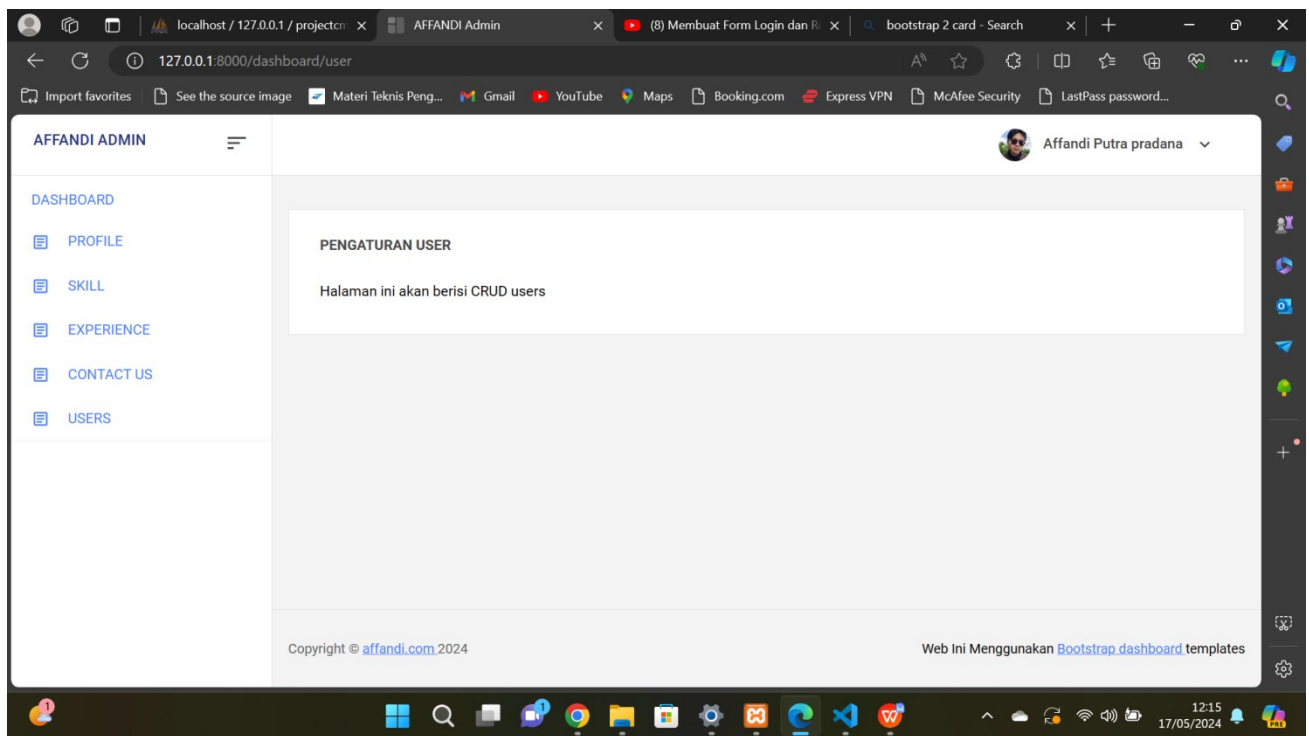 localhost / 127.0.0.1 / projectcm
AFFANDI Admin
(8) Membuat Form Login dan R
bootstrap 2 card - Search
127.0.0.1:8000/dashboard/user
Import favorites
See the source image
Materi Teknis Peng...
Gmail
YouTube
Maps
Booking.com
Express VPN
McAfee Security
LastPass password...
AFFANDI ADMIN
Affandi Putra pradana
DASHBOARD
PROFILE
SKILL
EXPERIENCE
CONTACT US
USERS
PENGATURAN USER
Halaman ini akan berisi CRUD users
Copyright © affandi.com 2024
Web Ini Menggunakan Bootstrap dashboard templates
1
1
12:15
17/05/2024
PRE